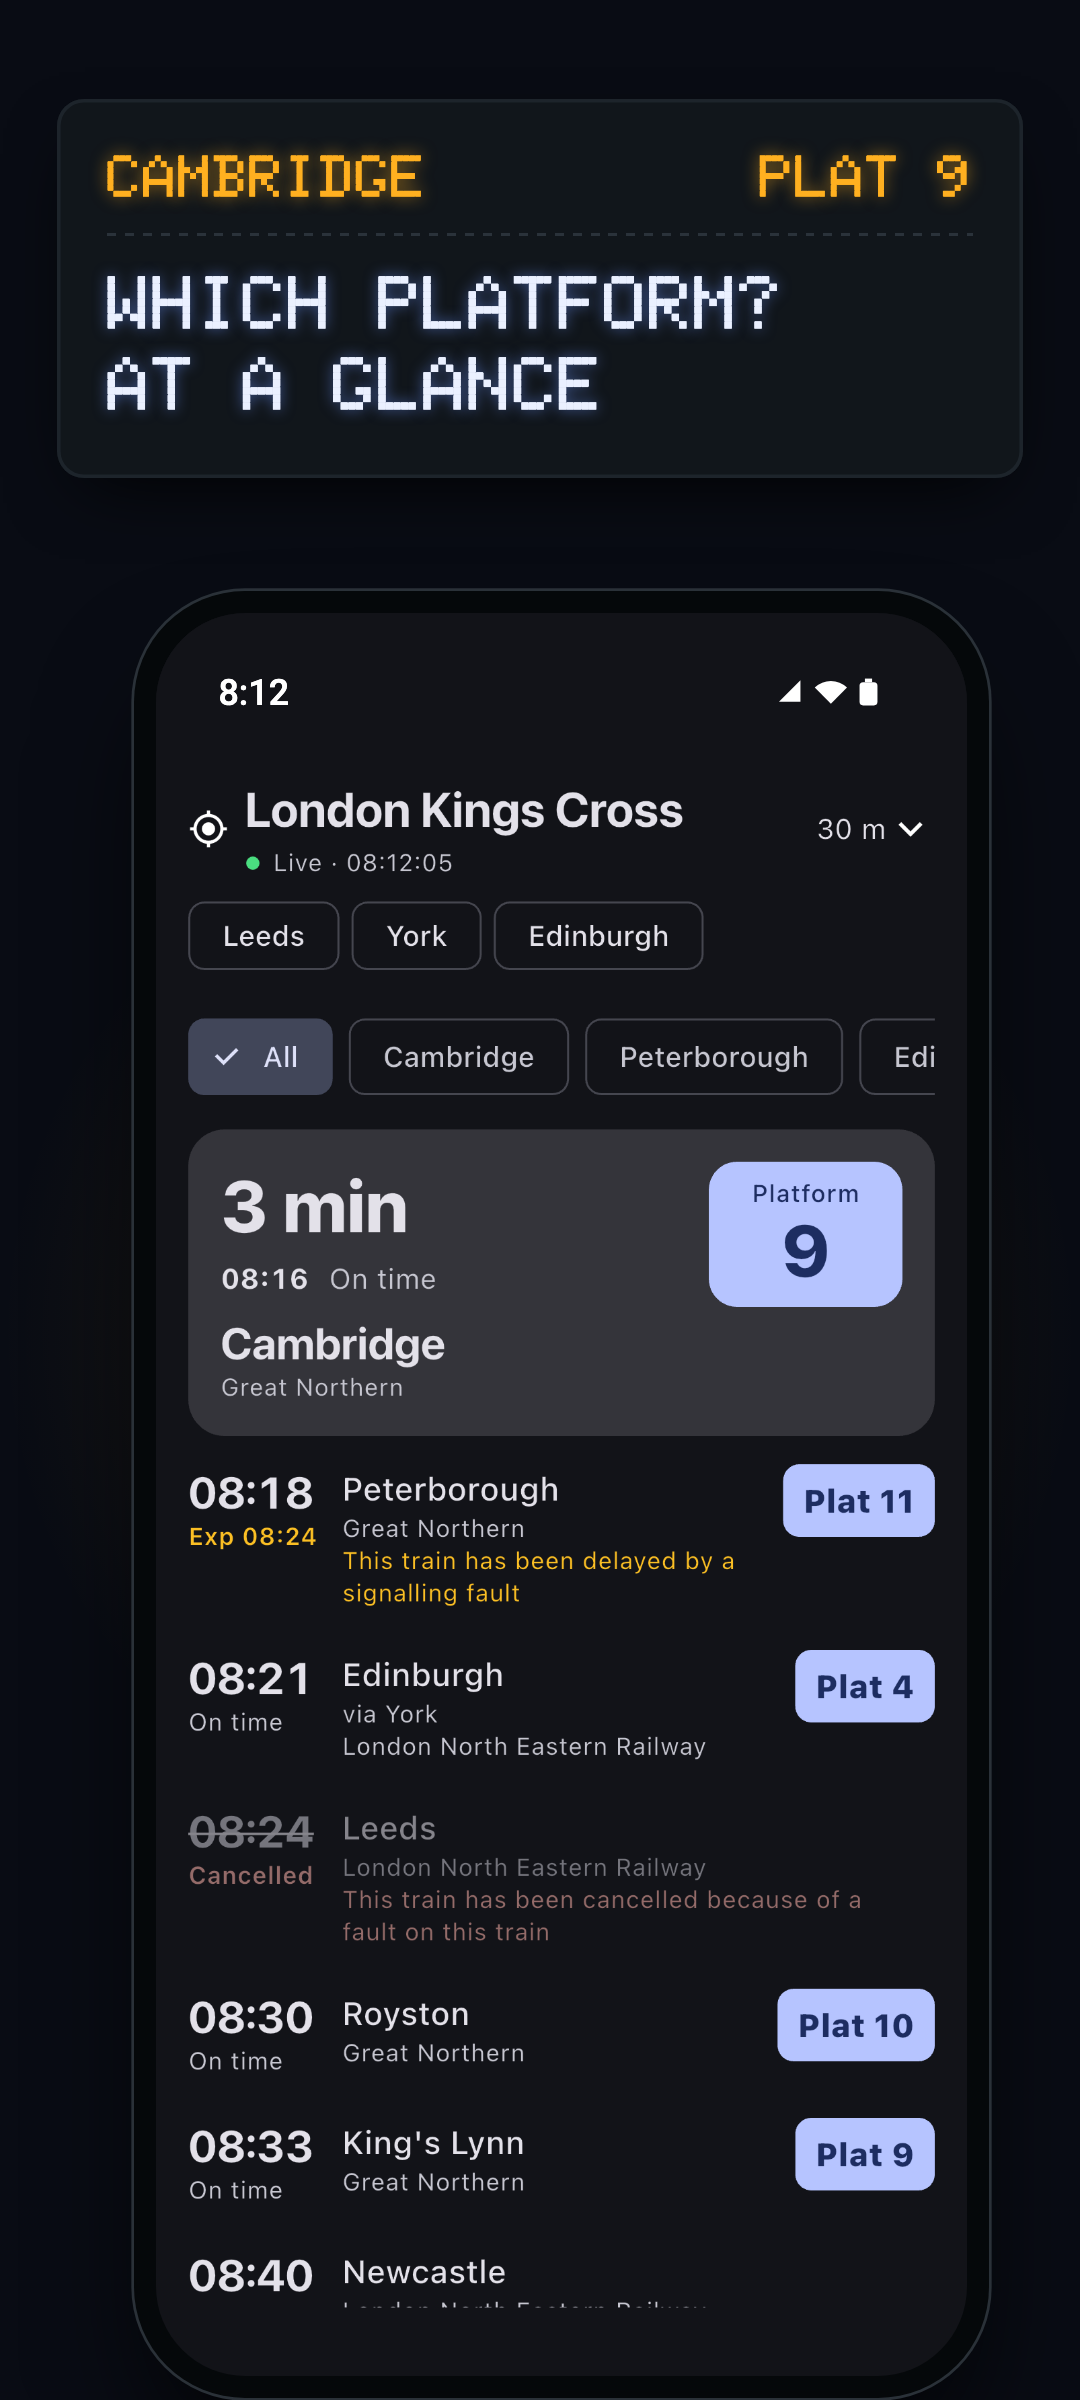 CAMBRIDGE PLAT 9
WHICH PLATFORM?
AT A GLANCE
8:12
London Kings Cross
30 m
Live · 08:12:05
Leeds York Edinburgh
All Cambridge Peterborough Edi
3 min
Platform
9
08:16 On time
Cambridge
Great Northern
08:18 Peterborough Plat 11
Exp 08:24 Great Northern
This train has been delayed by a
signalling fault
08:21 Edinburgh Plat 4
On time via York
London North Eastern Railway
08:24 Leeds
Cancelled London North Eastern Railway
This train has been cancelled because of a
fault on this train
08:30 Royston Plat 10
On time Great Northern
08:33 King's Lynn Plat 9
On time Great Northern
08:40 Newcastle
London North Eastern Railway